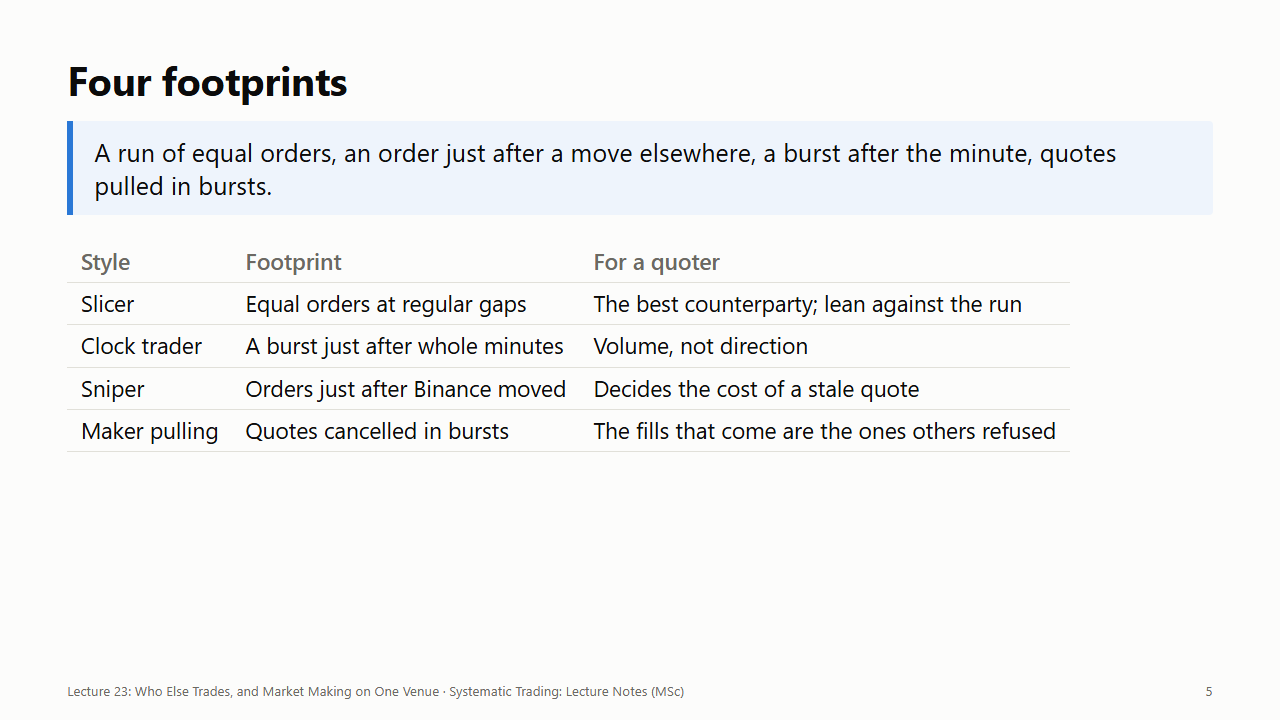 Four footprints
A run of equal orders, an order just after a move elsewhere, a burst after the minute, quotes
pulled in bursts.
Style Footprint For a quoter
Slicer Equal orders at regular gaps The best counterparty; lean against the run
Clock trader A burst just after whole minutes Volume, not direction
Sniper Orders just after Binance moved Decides the cost of a stale quote
Maker pulling Quotes cancelled in bursts The fills that come are the ones others refused
Lecture 23: Who Else Trades, and Market Making on One Venue · Systematic Trading: Lecture Notes (MSc) 5